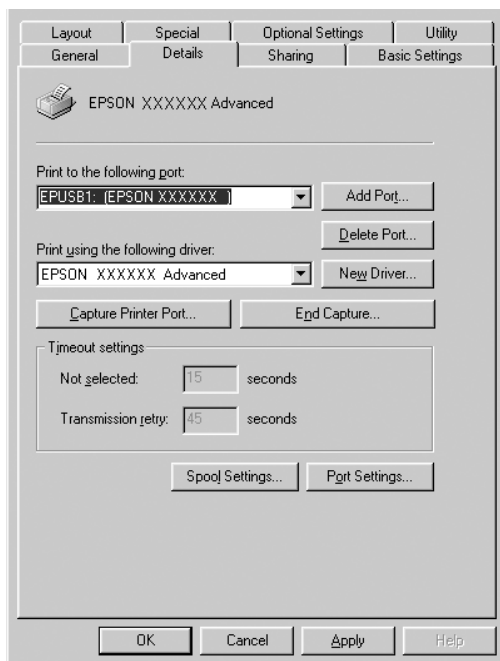 Layout Special Optional Settings Utility
General Details Sharing Basic Settings
EPSON XXXXXX Advanced
Print to the following port:
EPUSB1: (EPSON XXXXXX ) Add Port...
Delete Port...
Print using the following driver:
EPSON XXXXXX Advanced New Driver...
Capture Printer Port... End Capture...
Timeout settings
Not selected: 15 seconds
Transmission retry: 45 seconds
Spool Settings... Port Settings...
OK Cancel Apply Help